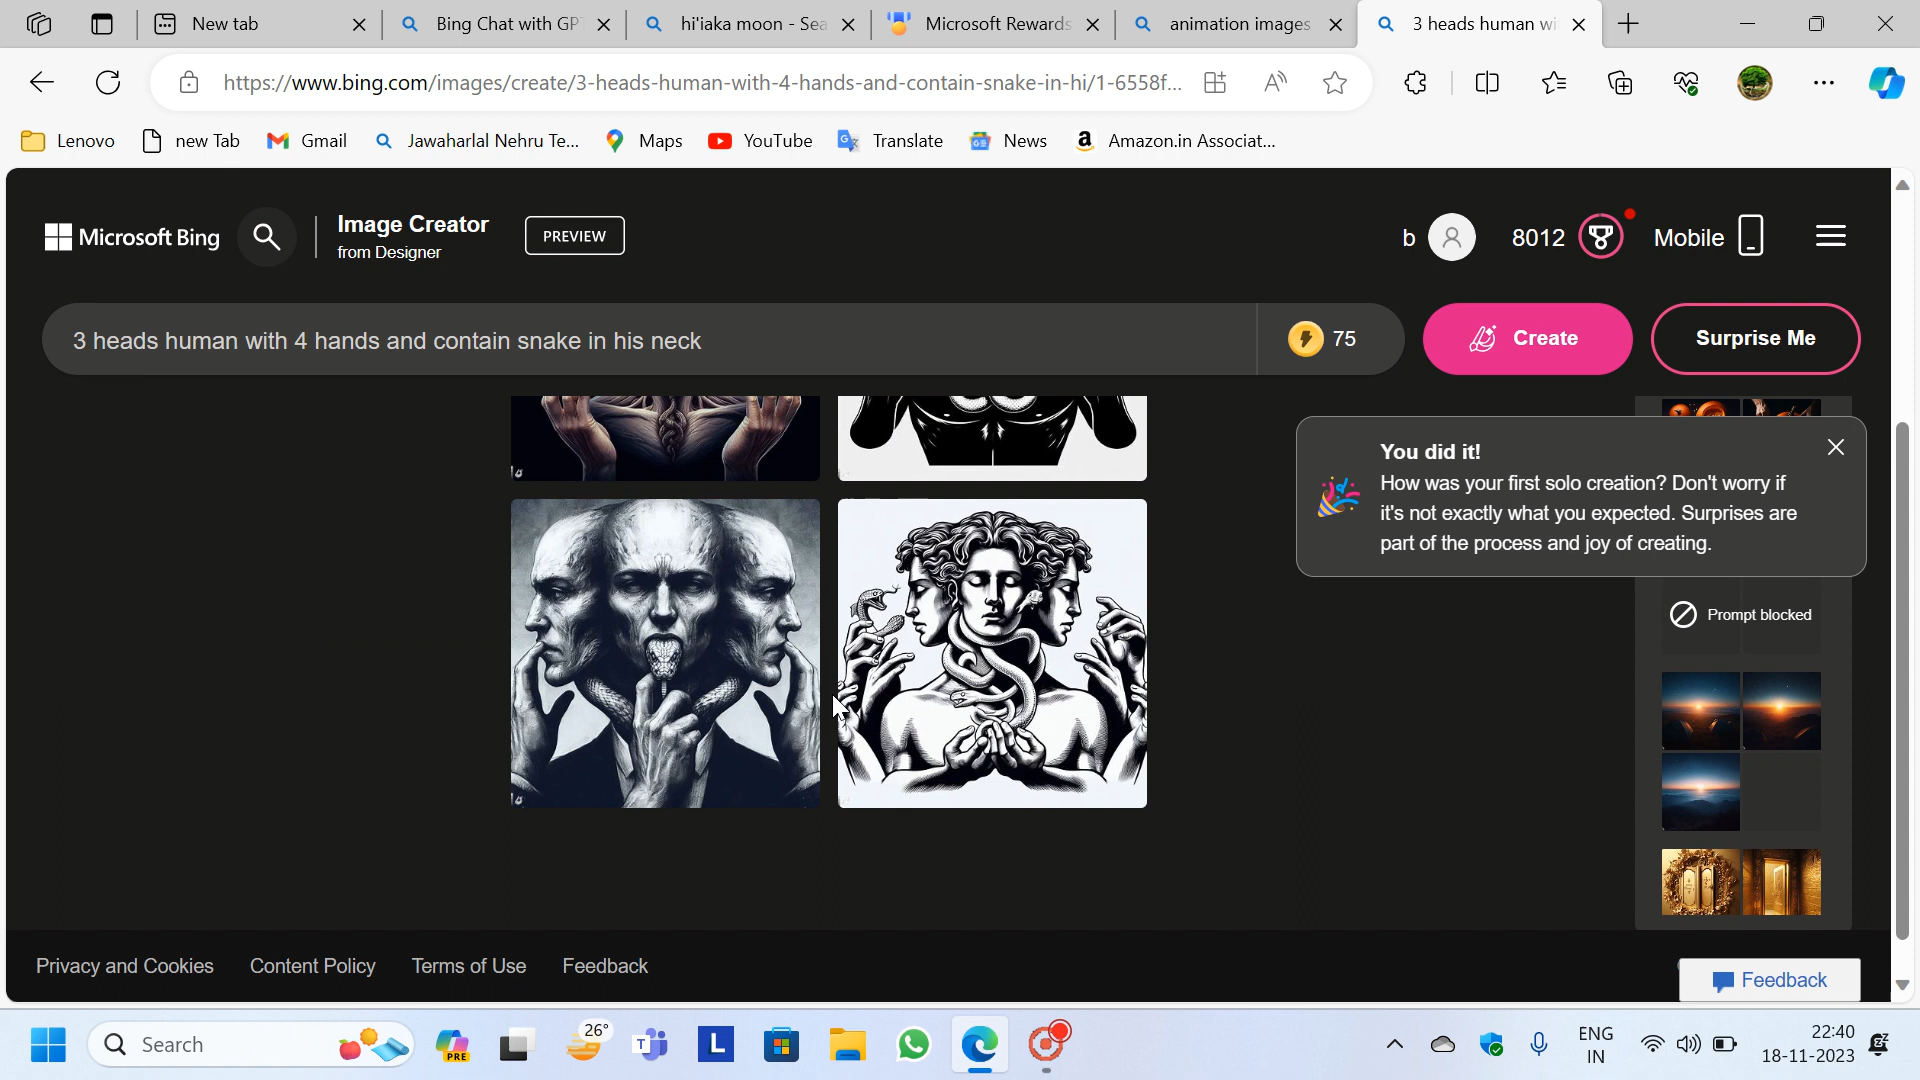 New tab
Bing Chat with GP
hi'iaka moon - Sea
Microsoft Rewards
animation images
3 heads human wi
https://www.bing.com/images/create/3-heads-human-with-4-hands-and-contain-snake-in-hi/1-6558f...
Lenovo
new Tab
Gmail
Jawaharlal Nehru Te...
Maps
YouTube
Translate
News
Amazon.in Associat...
Microsoft Bing
Image Creator
from Designer
PREVIEW
b
8012
Mobile
3 heads human with 4 hands and contain snake in his neck
75
Create
Surprise Me
You did it!
How was your first solo creation? Don't worry if
it's not exactly what you expected. Surprises are
part of the process and joy of creating.
Prompt blocked
Privacy and Cookies
Content Policy
Terms of Use
Feedback
Feedback
Search
PRE
26°
L
ENG
IN
22:40
18-11-2023